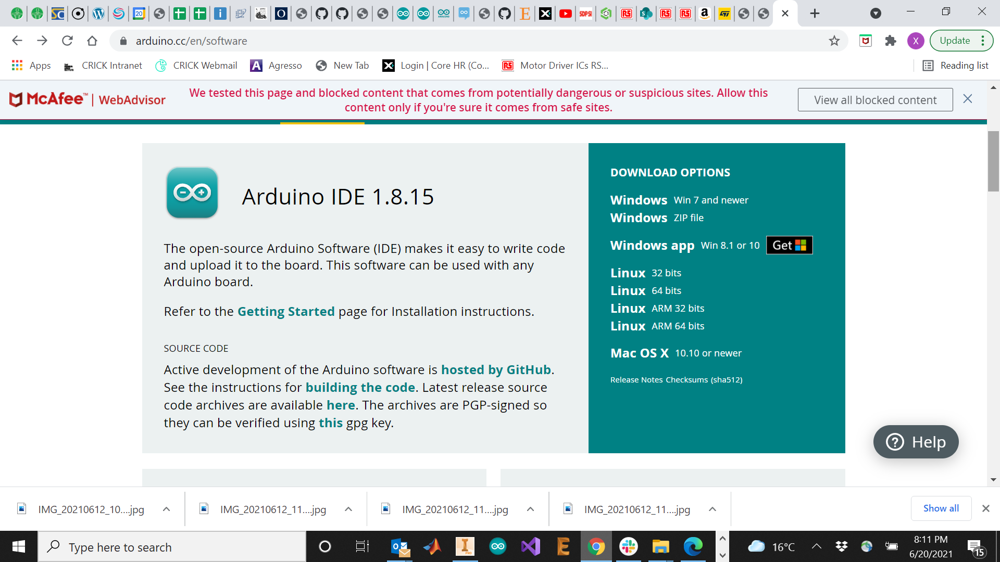 20
SDPSI
arduino.cc/en/software
X
Update
Apps
CRICK Intranet
CRICK Webmail
Agresso
New Tab
Login | Core HR (Co...
Motor Driver ICs RS...
Reading list
McAfee™ | WebAdvisor
We tested this page and blocked content that comes from potentially dangerous or suspicious sites. Allow this
content only if you're sure it comes from safe sites.
View all blocked content
Arduino IDE 1.8.15
The open-source Arduino Software (IDE) makes it easy to write code
and upload it to the board. This software can be used with any
Arduino board.
Refer to the Getting Started page for Installation instructions.
SOURCE CODE
Active development of the Arduino software is hosted by GitHub.
See the instructions for building the code. Latest release source
code archives are available here. The archives are PGP-signed so
they can be verified using this gpg key.
DOWNLOAD OPTIONS
Windows Win 7 and newer
Windows ZIP file
Windows app Win 8.1 or 10 Get
Linux 32 bits
Linux 64 bits
Linux ARM 32 bits
Linux ARM 64 bits
Mac OS X 10.10 or newer
Release Notes Checksums (sha512)
Help
IMG_20210612_10....jpg
IMG_20210612_11....jpg
IMG_20210612_11....jpg
IMG_20210612_11....jpg
Show all
Type here to search
16°C
8:11 PM
6/20/2021
15